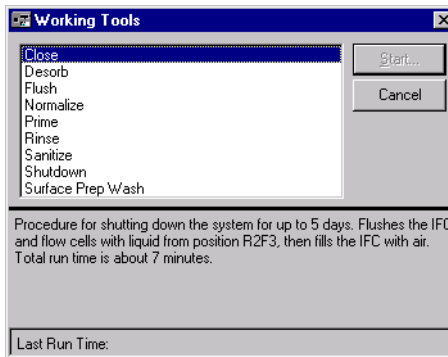 Working Tools
Close
Desorb
Flush
Normalize
Prime
Rinse
Sanitize
Shutdown
Surface Prep Wash
Start...
Cancel
Procedure for shutting down the system for up to 5 days. Flushes the IFC
and flow cells with liquid from position R2F3, then fills the IFC with air.
Total run time is about 7 minutes.
Last Run Time: